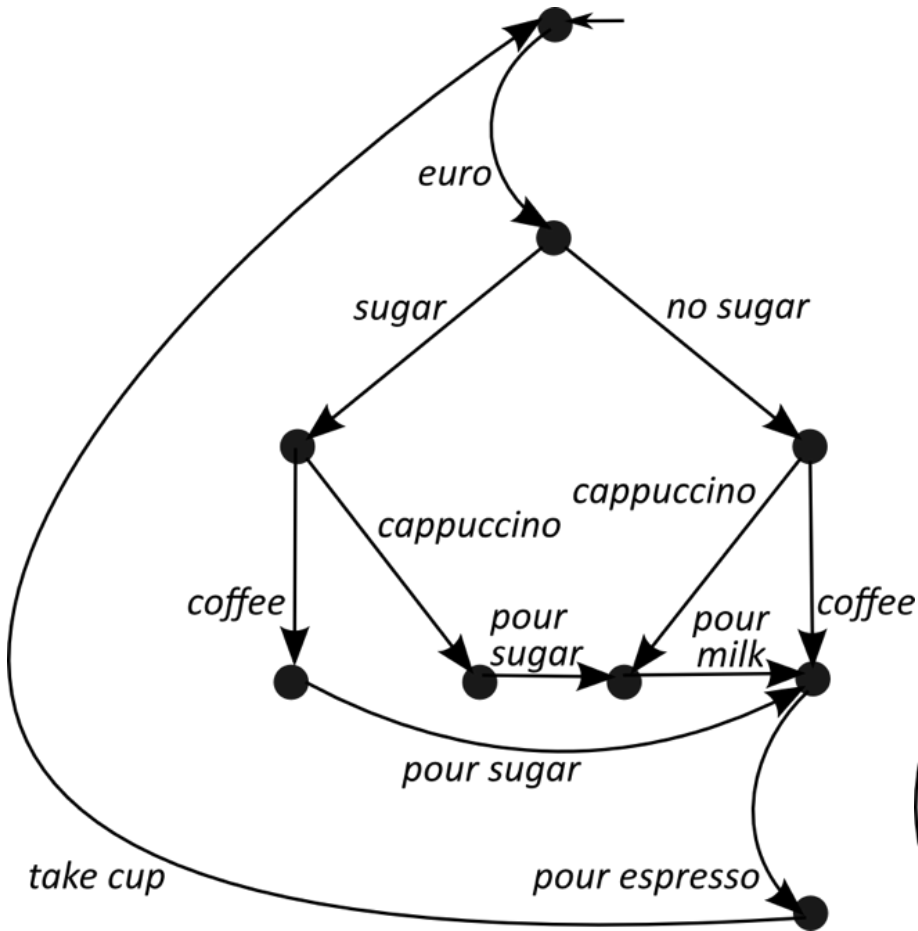 euro
sugar
no sugar
cappuccino
cappuccino
coffee
pour
sugar
pour
milk
coffee
pour sugar
take cup
pour espresso